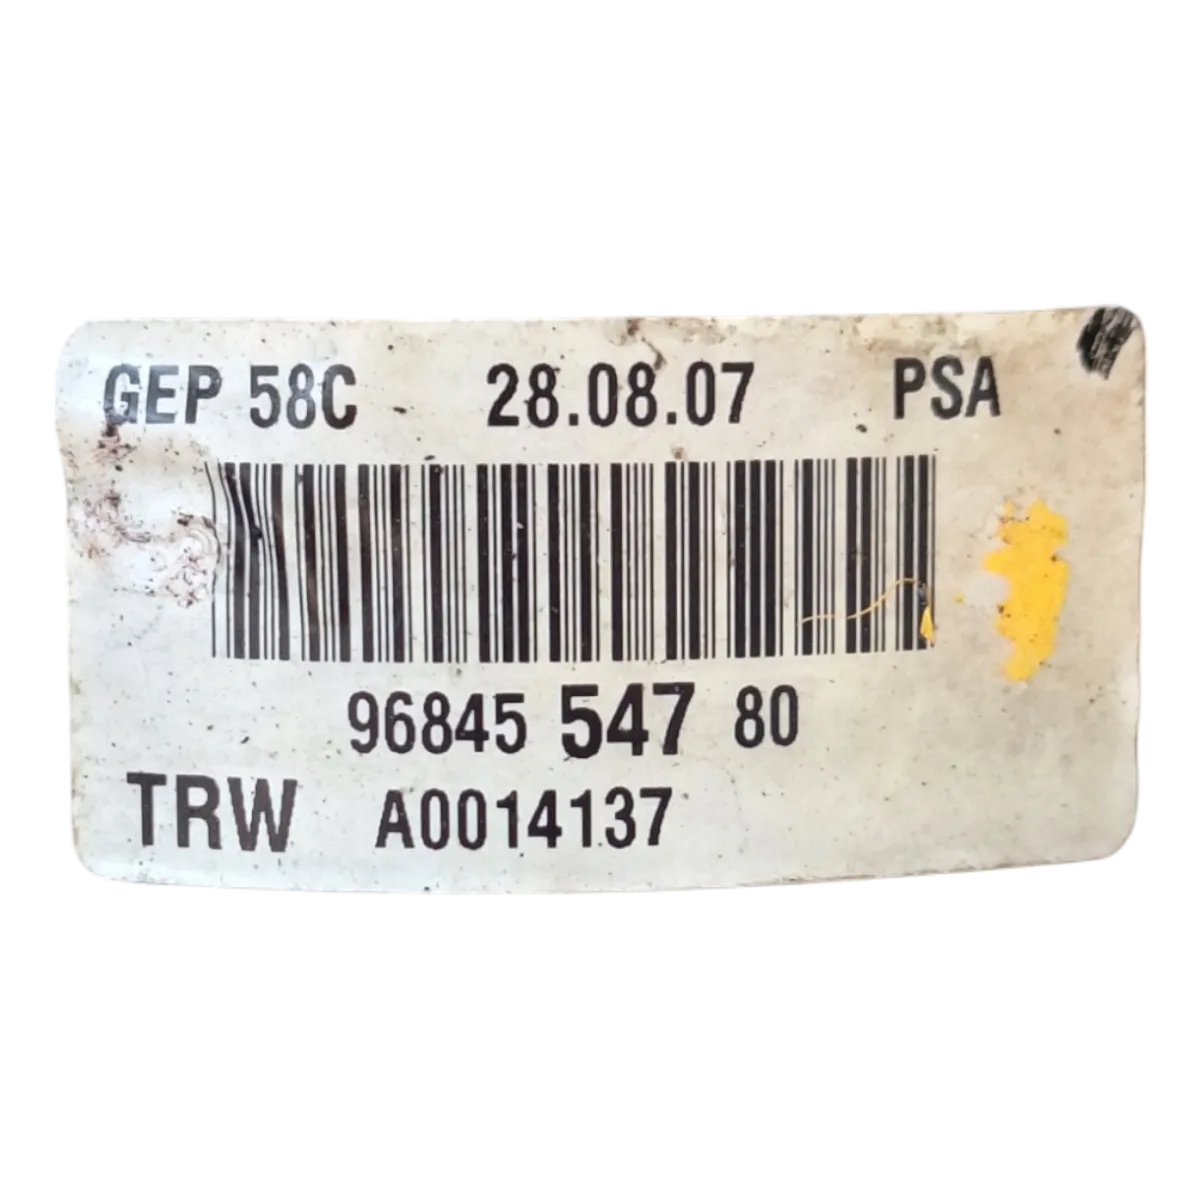 GEP 58C 28.08.07 PSA
96845 547 80
TRW A0014137